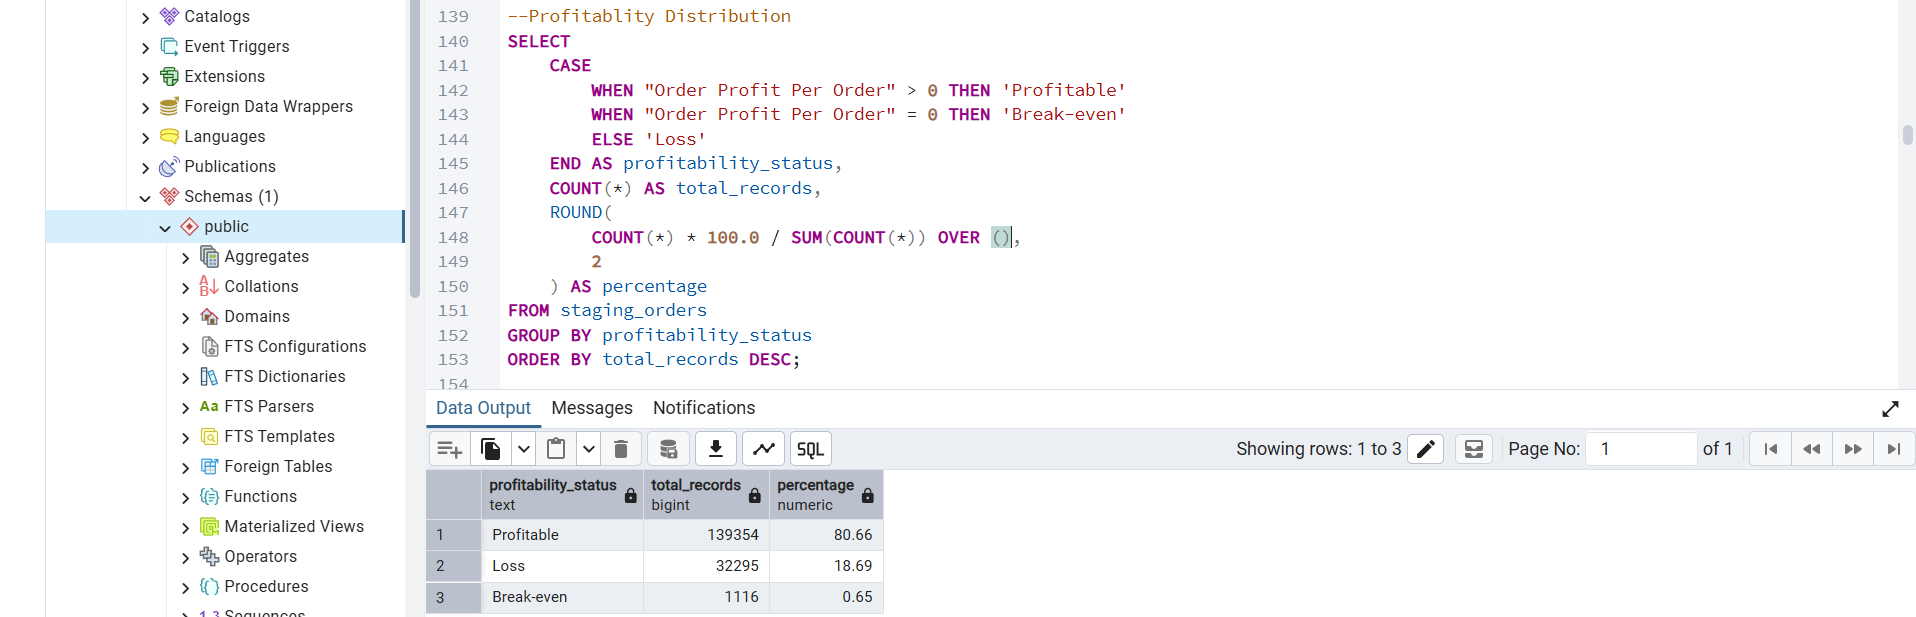 Catalogs
Event Triggers
Extensions
Foreign Data Wrappers
Languages
Publications
Schemas (1)
public
Aggregates
Collations
Domains
FTS Configurations
FTS Dictionaries
Aa FTS Parsers
FTS Templates
Foreign Tables
Functions
Materialized Views
Operators
Procedures
1..3 Sequences
139 --Profitablity Distribution
140 SELECT
141 CASE
142 WHEN "Order Profit Per Order" > 0 THEN 'Profitable'
143 WHEN "Order Profit Per Order" = 0 THEN 'Break-even'
144 ELSE 'Loss'
145 END AS profitability_status,
146 COUNT(*) AS total_records,
147 ROUND(
148 COUNT(*) * 100.0 / SUM(COUNT(*)) OVER (),
149 2
150 ) AS percentage
151 FROM staging_orders
152 GROUP BY profitability_status
153 ORDER BY total_records DESC;
154
Data Output Messages Notifications
SQL Showing rows: 1 to 3 Page No: 1 of 1
profitability_status total_records percentage
text bigint numeric
1 Profitable 139354 80.66
2 Loss 32295 18.69
3 Break-even 1116 0.65